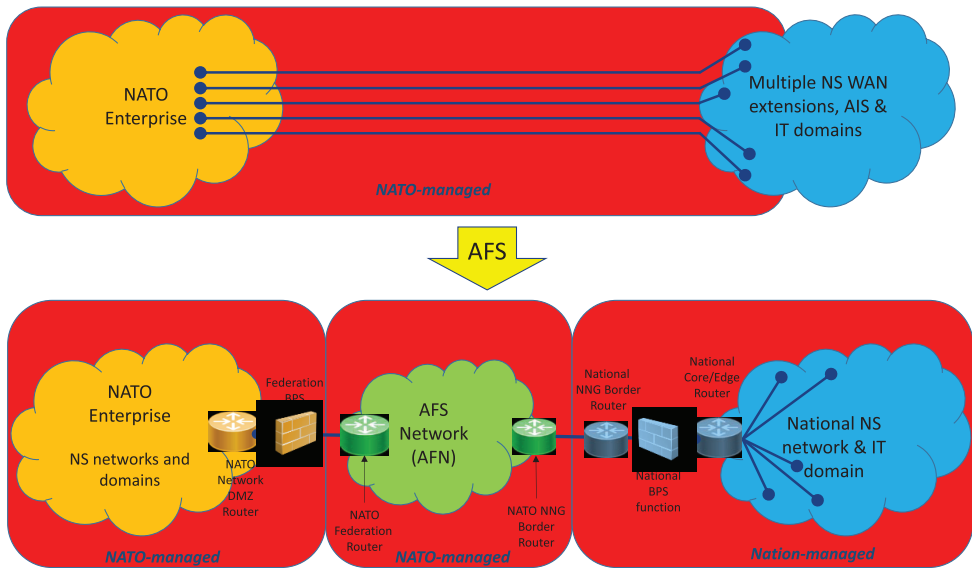 NATO
Enterprise
Multiple NS WAN
extensions, AIS &
IT domains
NATO-managed
AFS
NATO
Enterprise
NS networks and
domains
Federation
BPS
NATO
Network
DMZ
Router
NATO-managed
AFS
Network
(AFN)
NATO
Federation
Router
NATO NNG
Border
Router
NATO-managed
National
NNG Border
Router
National
Core/Edge
Router
National
BPS
function
National NS
network & IT
domain
Nation-managed